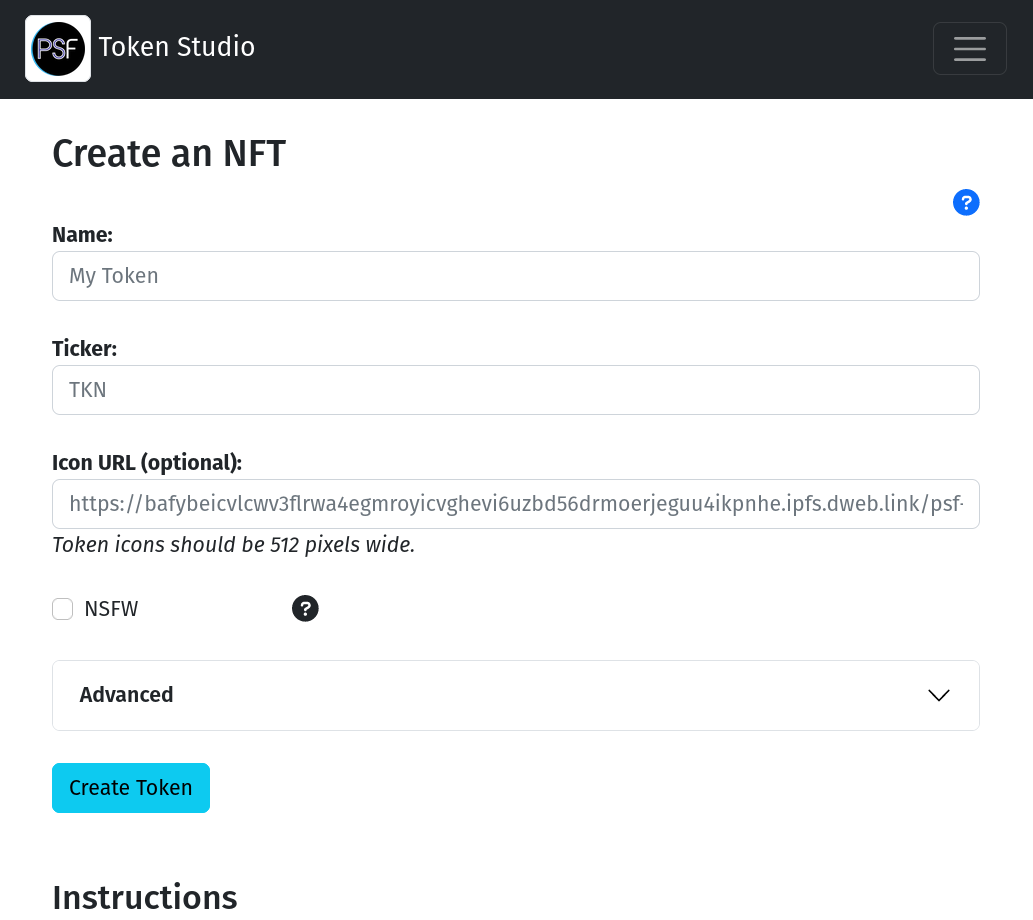 PSF Token Studio
Create an NFT
?
Name:
My Token
Ticker:
TKN
Icon URL (optional):
https://bafybeicvlcwv3flrwa4egmroyicvghevi6uzbd56drmoerjeguu4ikpnhe.ipfs.dweb.link/psf-
Token icons should be 512 pixels wide.
NSFW ?
Advanced
Create Token
Instructions